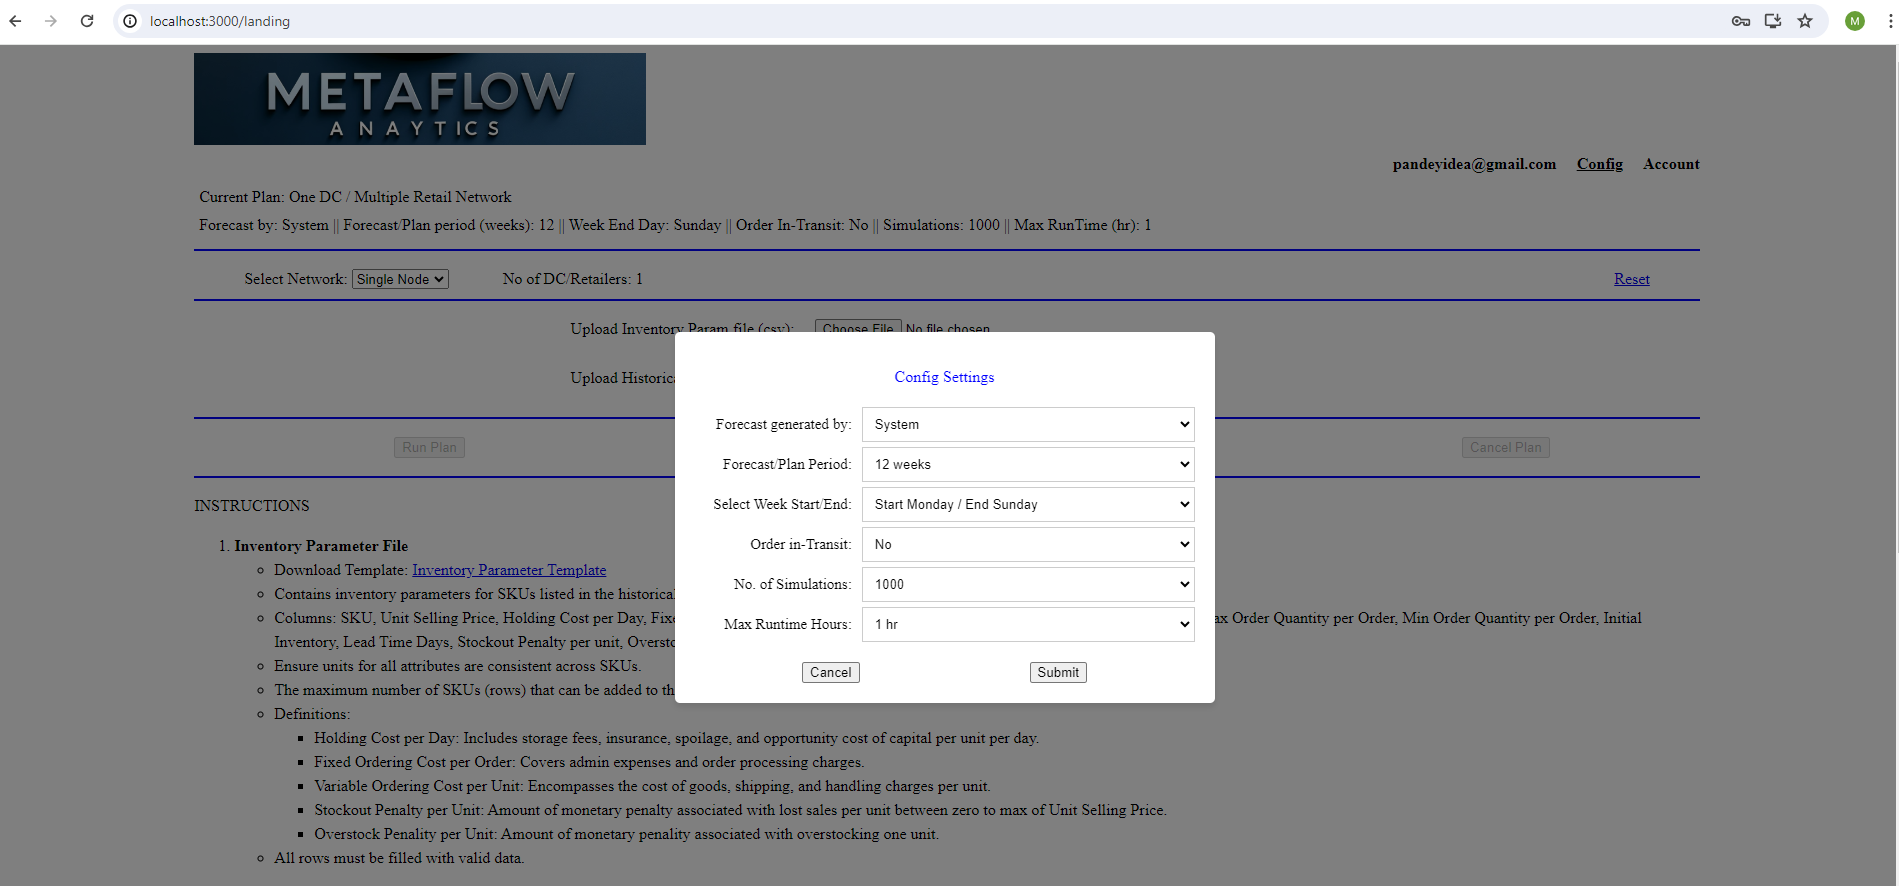 localhost:3000/landing
M
METAFLOW
ANAYTICS
pandeyidea@gmail.com Config Account
Current Plan: One DC / Multiple Retail Network
Forecast by: System || Forecast/Plan period (weeks): 12 || Week End Day: Sunday || Order In-Transit: No || Simulations: 1000 || Max RunTime (hr): 1
Select Network: Single Node No of DC/Retailers: 1 Reset
Upload Inventory Param file (csv): Choose File No file chosen
Upload Historica
Config Settings
Forecast generated by: System
Forecast/Plan Period: 12 weeks
Select Week Start/End: Start Monday / End Sunday
Order in-Transit: No
No. of Simulations: 1000
Max Runtime Hours: 1 hr
Cancel Submit
Run Plan Cancel Plan
INSTRUCTIONS
1. Inventory Parameter File
Download Template: Inventory Parameter Template
Contains inventory parameters for SKUs listed in the historical
Columns: SKU, Unit Selling Price, Holding Cost per Day, Fixe ax Order Quantity per Order, Min Order Quantity per Order, Initial
Inventory, Lead Time Days, Stockout Penalty per unit, Oversto
Ensure units for all attributes are consistent across SKUs.
The maximum number of SKUs (rows) that can be added to th
Definitions:
Holding Cost per Day: Includes storage fees, insurance, spoilage, and opportunity cost of capital per unit per day.
Fixed Ordering Cost per Order: Covers admin expenses and order processing charges.
Variable Ordering Cost per Unit: Encompasses the cost of goods, shipping, and handling charges per unit.
Stockout Penalty per Unit: Amount of monetary penalty associated with lost sales per unit between zero to max of Unit Selling Price.
Overstock Penality per Unit: Amount of monetary penality associated with overstocking one unit.
All rows must be filled with valid data.